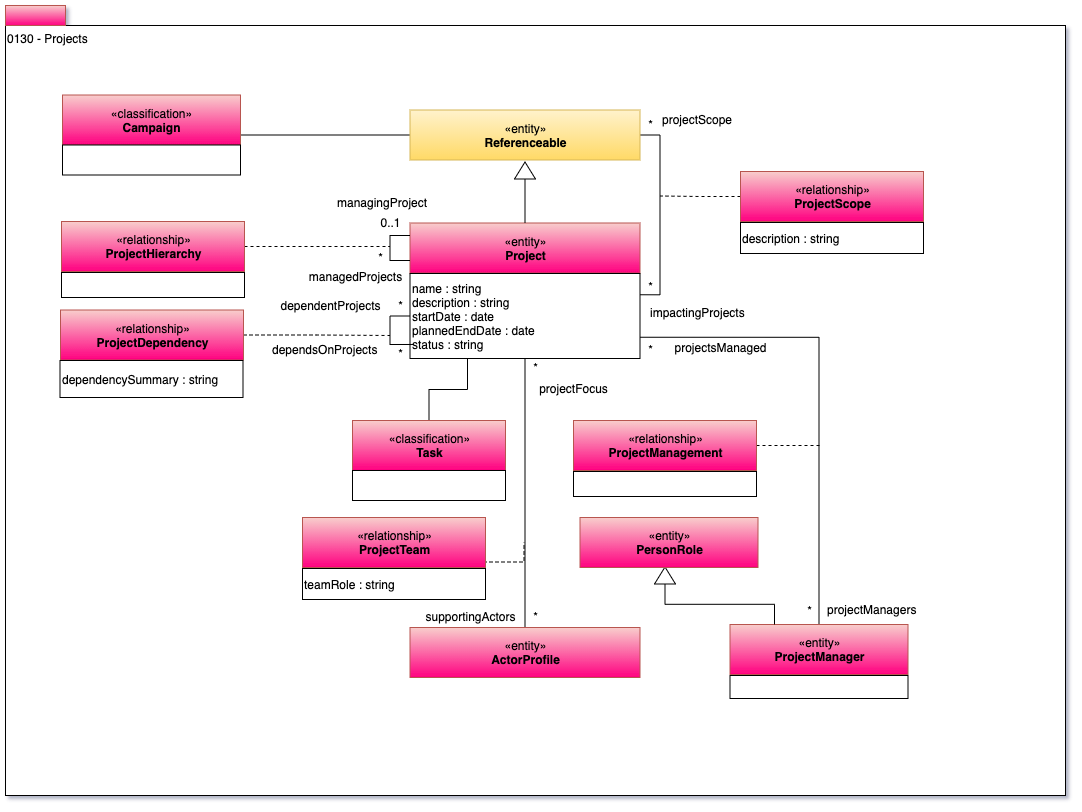 0130 - Projects
«classification»
Campaign
«entity»
Referenceable
* projectScope
«relationship»
ProjectScope
description : string
managingProject
0..1
«relationship»
ProjectHierarchy
*
managedProjects
«entity»
Project
name : string
description : string
startDate : date
plannedEndDate : date
status : string
*
impactingProjects
dependentProjects *
«relationship»
ProjectDependency
dependencySummary : string
dependsOnProjects *
* projectsManaged
*
projectFocus
«classification»
Task
«relationship»
ProjectManagement
«relationship»
ProjectTeam
teamRole : string
«entity»
PersonRole
supportingActors *
* projectManagers
«entity»
ActorProfile
«entity»
ProjectManager